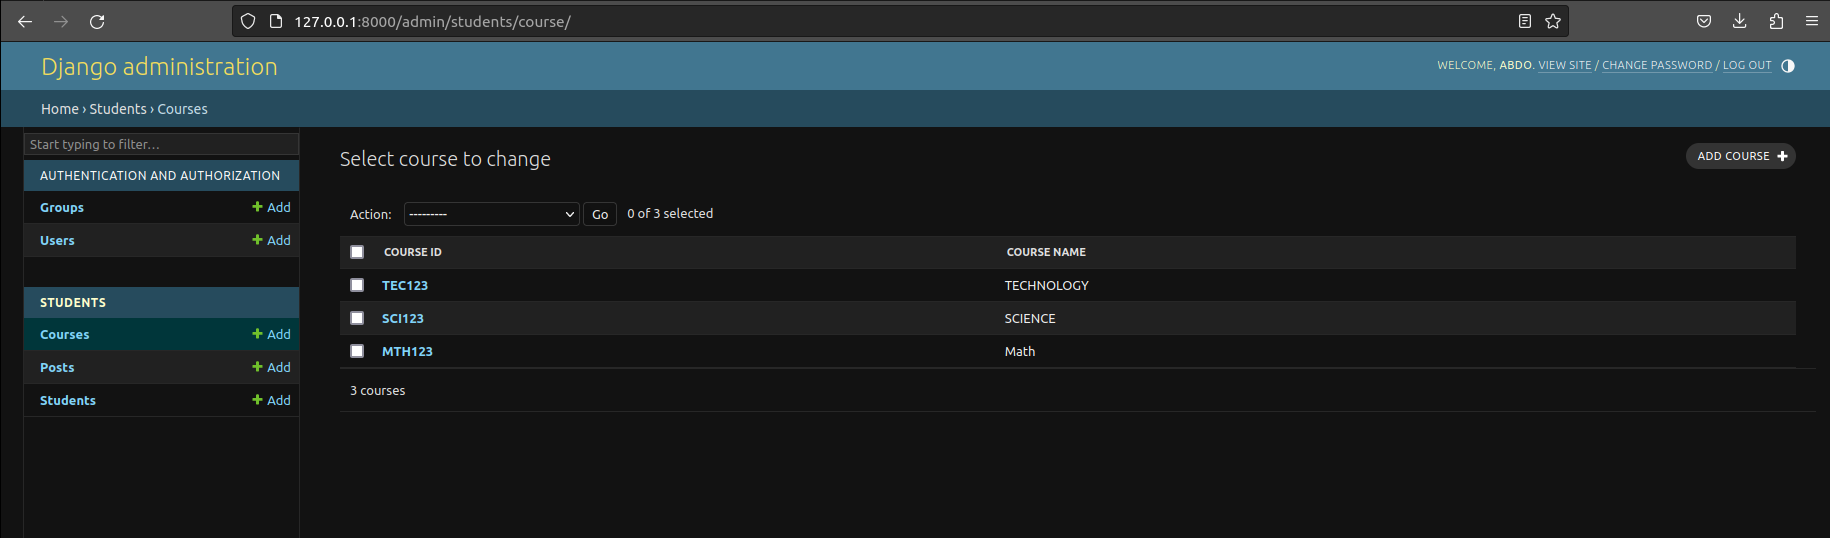 127.0.0.1:8000/admin/students/course/
Django administration
WELCOME, ABDO. VIEW SITE / CHANGE PASSWORD / LOG OUT
Home › Students › Courses
Start typing to filter...
AUTHENTICATION AND AUTHORIZATION
Groups Add
Users Add
STUDENTS
Courses Add
Posts Add
Students Add
Select course to change
ADD COURSE
Action: --------- Go 0 of 3 selected
COURSE ID COURSE NAME
TEC123 TECHNOLOGY
SCI123 SCIENCE
MTH123 Math
3 courses